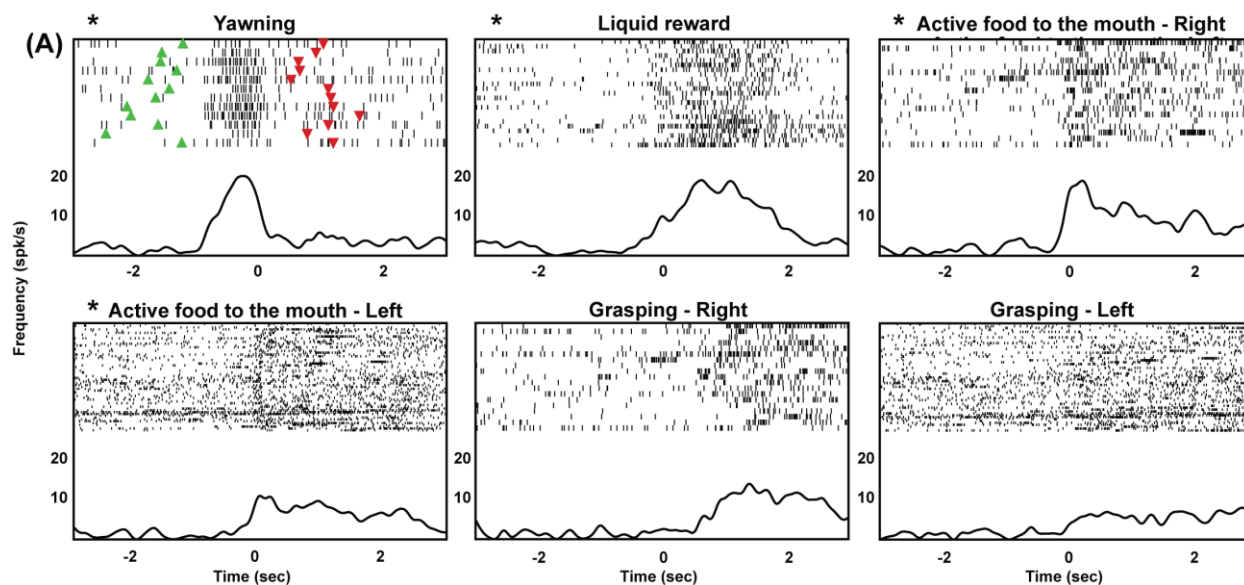 (A)
* Yawning
* Liquid reward
* Active food to the mouth - Right
20
10
-2 0 2
-2 0 2
-2 0 2
Frequency (spk/s)
* Active food to the mouth - Left
Grasping - Right
Grasping - Left
20
10
20
10
20
10
20
10
20
10
-2 0 2
-2 0 2
-2 0 2
Time (sec)
Time (sec)
Time (sec)